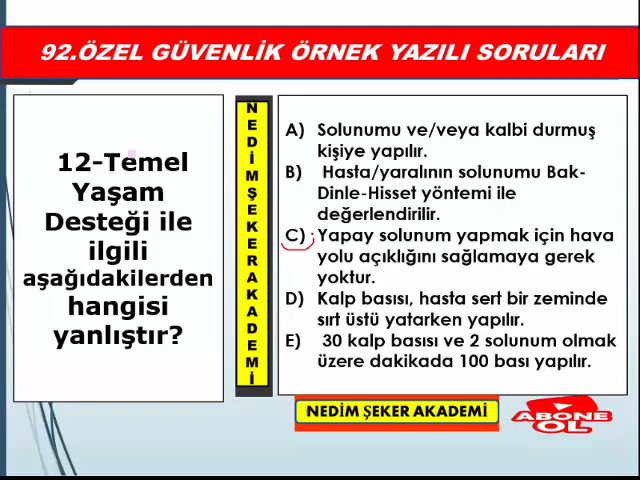 92.ÖZEL GÜVENLİK ÖRNEK YAZILI SORULARI
12-Temel
Yaşam
Desteği ile
ilgili
aşağıdakilerden
hangisi
yanlıştır?
NEDİM ŞEKER AKADEMİ
A) Solunumu ve/veya kalbi durmuş
kişiye yapılır.
B) Hasta/yaralının solunumu Bak-
Dinle-Hisset yöntemi ile
değerlendirilir.
C) Yapay solunum yapmak için hava
yolu açıklığını sağlamaya gerek
yoktur.
D) Kalp basısı, hasta sert bir zeminde
sırt üstü yatarken yapılır.
E) 30 kalp basısı ve 2 solunum olmak
üzere dakikada 100 bası yapılır.
NEDİM ŞEKER AKADEMİ
ABONE
OL